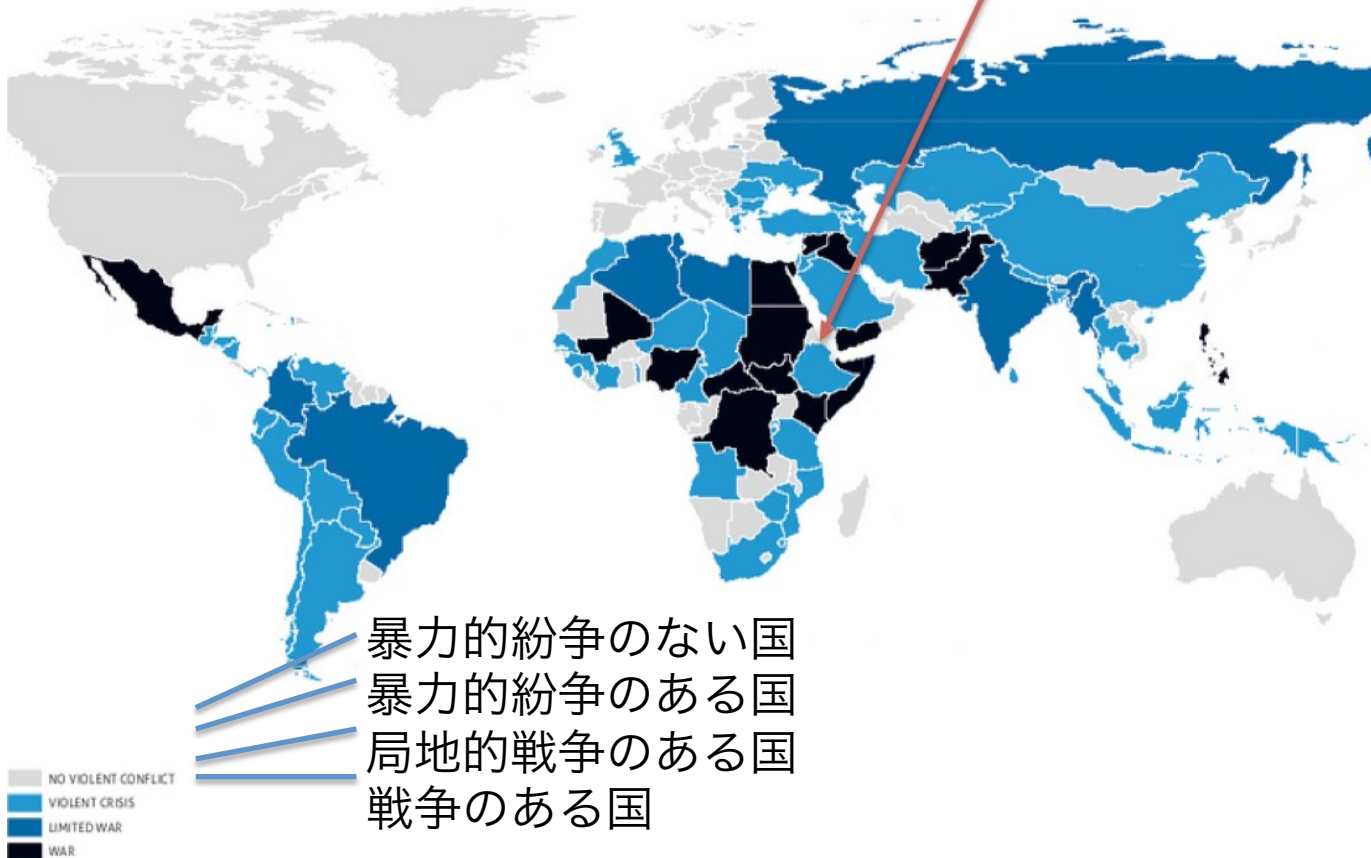 暴力的紛争のない国
暴力的紛争のある国
局地的戦争のある国
戦争のある国
NO VIOLENT CONFLICT
VIOLENT CRISIS
LIMITED WAR
WAR